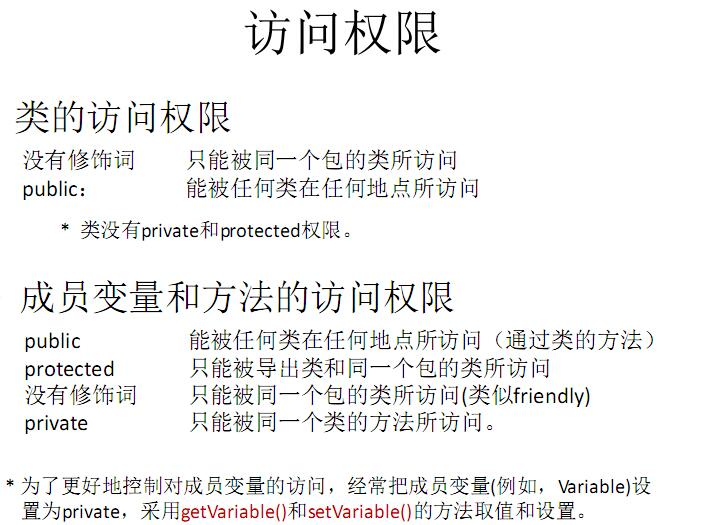 访问权限
类的访问权限
没有修饰词 只能被同一个包的类所访问
public： 能被任何类在任何地点所访问
* 类没有private和protected权限。
成员变量和方法的访问权限
public 能被任何类在任何地点所访问（通过类的方法）
protected 只能被导出类和同一个包的类所访问
没有修饰词 只能被同一个包的类所访问(类似friendly)
private 只能被同一个类的方法所访问。
* 为了更好地控制对成员变量的访问，经常把成员变量(例如，Variable)设
置为private，采用getVariable()和setVariable()的方法取值和设置。